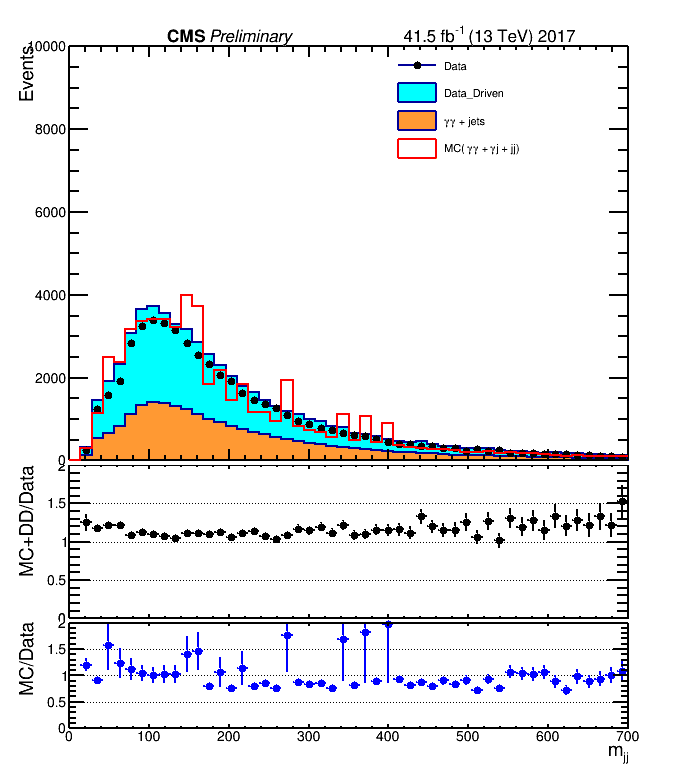 CMS Preliminary 41.5 fb-1 (13 TeV) 2017
Events
10000
8000
6000
4000
2000
0
Data
Data_Driven
γγ + jets
MC( γγ + γj + jj)
MC+DD/Data
2
1.5
1
0.5
0
MC/Data
2
1.5
1
0.5
0
0 100 200 300 400 500 600 700
mjj